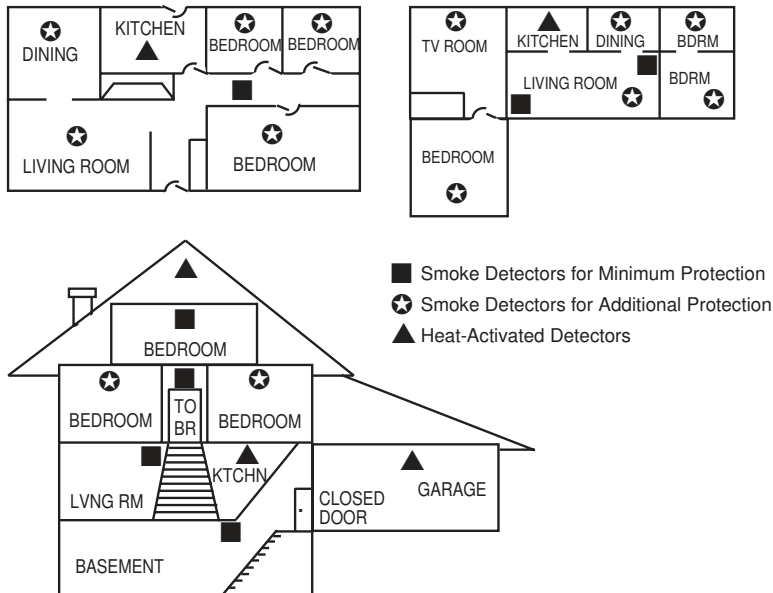 KITCHEN
DINING
BEDROOM
BEDROOM
LIVING ROOM
BEDROOM
TV ROOM
KITCHEN
DINING
BDRM
LIVING ROOM
BDRM
BEDROOM
Smoke Detectors for Minimum Protection
Smoke Detectors for Additional Protection
Heat-Activated Detectors
BEDROOM
BEDROOM
TO
BR
BEDROOM
LVNG RM
KTCHN
CLOSED
DOOR
GARAGE
BASEMENT